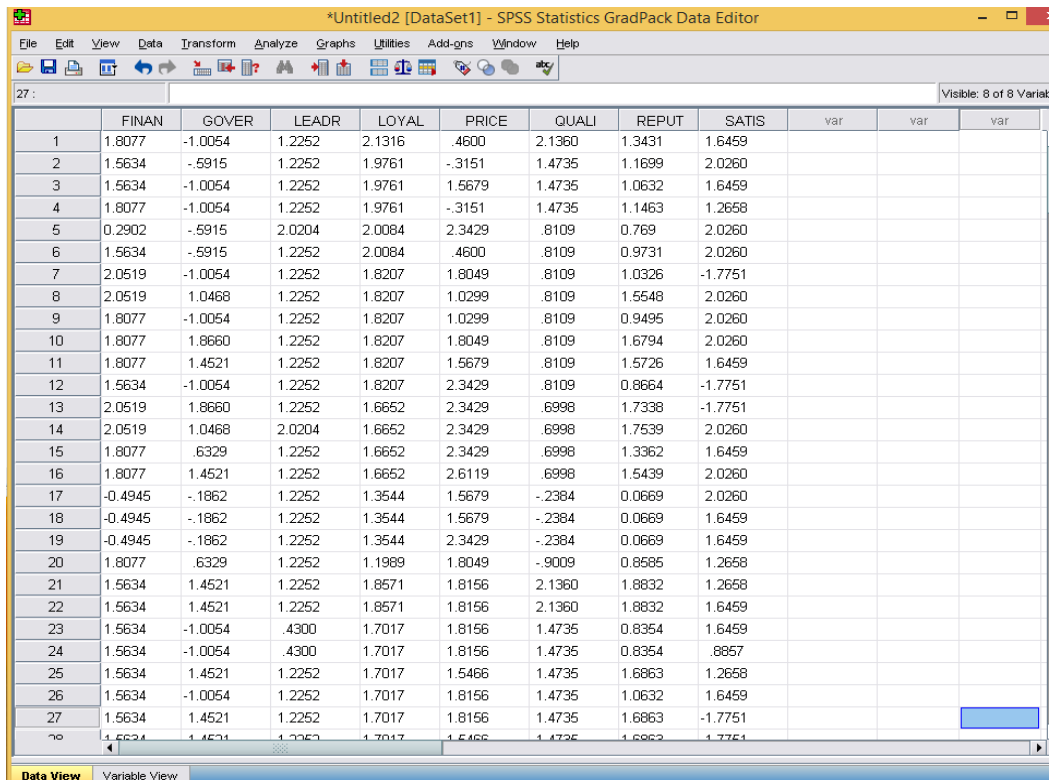 *Untitled2 [DataSet1] - SPSS Statistics GradPack Data Editor
File Edit View Data Transform Analyze Graphs Utilities Add-ons Window Help
27 :
Visible: 8 of 8 Variab
FINAN GOVER LEADR LOYAL PRICE QUALI REPUT SATIS var var var
1 1.8077 -1.0054 1.2252 2.1316 .4600 2.1360 1.3431 1.6459
2 1.5634 -.5915 1.2252 1.9761 -.3151 1.4735 1.1699 2.0260
3 1.5634 -1.0054 1.2252 1.9761 1.5679 1.4735 1.0632 1.6459
4 1.8077 -1.0054 1.2252 1.9761 -.3151 1.4735 1.1463 1.2658
5 0.2902 -.5915 2.0204 2.0084 2.3429 .8109 0.769 2.0260
6 1.5634 -.5915 1.2252 2.0084 .4600 .8109 0.9731 2.0260
7 2.0519 -1.0054 1.2252 1.8207 1.8049 .8109 1.0326 -1.7751
8 2.0519 1.0468 1.2252 1.8207 1.0299 .8109 1.5548 2.0260
9 1.8077 -1.0054 1.2252 1.8207 1.0299 .8109 0.9495 2.0260
10 1.8077 1.8660 1.2252 1.8207 1.8049 .8109 1.6794 2.0260
11 1.8077 1.4521 1.2252 1.8207 1.5679 .8109 1.5726 1.6459
12 1.5634 -1.0054 1.2252 1.8207 2.3429 .8109 0.8664 -1.7751
13 2.0519 1.8660 1.2252 1.6652 2.3429 .6998 1.7338 -1.7751
14 2.0519 1.0468 2.0204 1.6652 2.3429 .6998 1.7539 2.0260
15 1.8077 .6329 1.2252 1.6652 2.3429 .6998 1.3362 1.6459
16 1.8077 1.4521 1.2252 1.6652 2.6119 .6998 1.5439 2.0260
17 -0.4945 -.1862 1.2252 1.3544 1.5679 -.2384 0.0669 2.0260
18 -0.4945 -.1862 1.2252 1.3544 1.5679 -.2384 0.0669 1.6459
19 -0.4945 -.1862 1.2252 1.3544 2.3429 -.2384 0.0669 1.6459
20 1.8077 .6329 1.2252 1.1989 1.8049 -.9009 0.8585 1.2658
21 1.5634 1.4521 1.2252 1.8571 1.8156 2.1360 1.8832 1.2658
22 1.5634 1.4521 1.2252 1.8571 1.8156 2.1360 1.8832 1.6459
23 1.5634 -1.0054 .4300 1.7017 1.8156 1.4735 0.8354 1.6459
24 1.5634 -1.0054 .4300 1.7017 1.8156 1.4735 0.8354 .8857
25 1.5634 1.4521 1.2252 1.7017 1.5466 1.4735 1.6863 1.2658
26 1.5634 -1.0054 1.2252 1.7017 1.8156 1.4735 1.0632 1.6459
27 1.5634 1.4521 1.2252 1.7017 1.8156 1.4735 1.6863 -1.7751
Data View Variable View